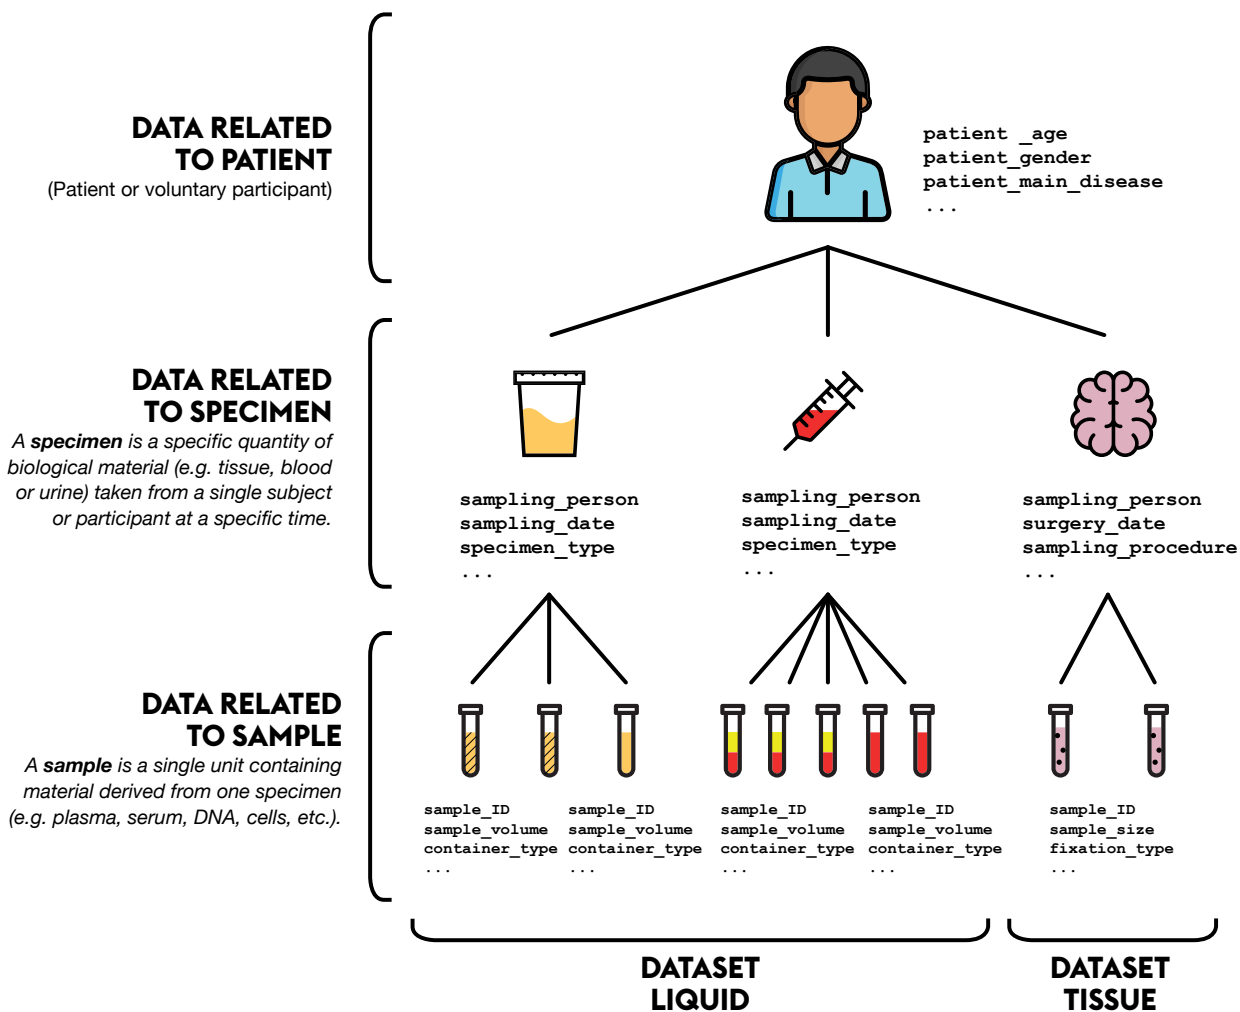 DATA RELATED
TO PATIENT
(Patient or voluntary participant)
patient _age
patient_gender
patient_main_disease
...
DATA RELATED
TO SPECIMEN
A specimen is a specific quantity of
biological material (e.g. tissue, blood
or urine) taken from a single subject
or participant at a specific time.
sampling_person
sampling_date
specimen_type
...
sampling_person
sampling_date
specimen_type
...
sampling_person
surgery_date
sampling_procedure
...
DATA RELATED
TO SAMPLE
A sample is a single unit containing
material derived from one specimen
(e.g. plasma, serum, DNA, cells, etc.).
sample_ID
sample_volume
container_type
...
sample_ID
sample_volume
container_type
...
sample_ID
sample_volume
container_type
...
sample_ID
sample_volume
container_type
...
sample_ID
sample_size
fixation_type
...
DATASET
LIQUID
DATASET
TISSUE